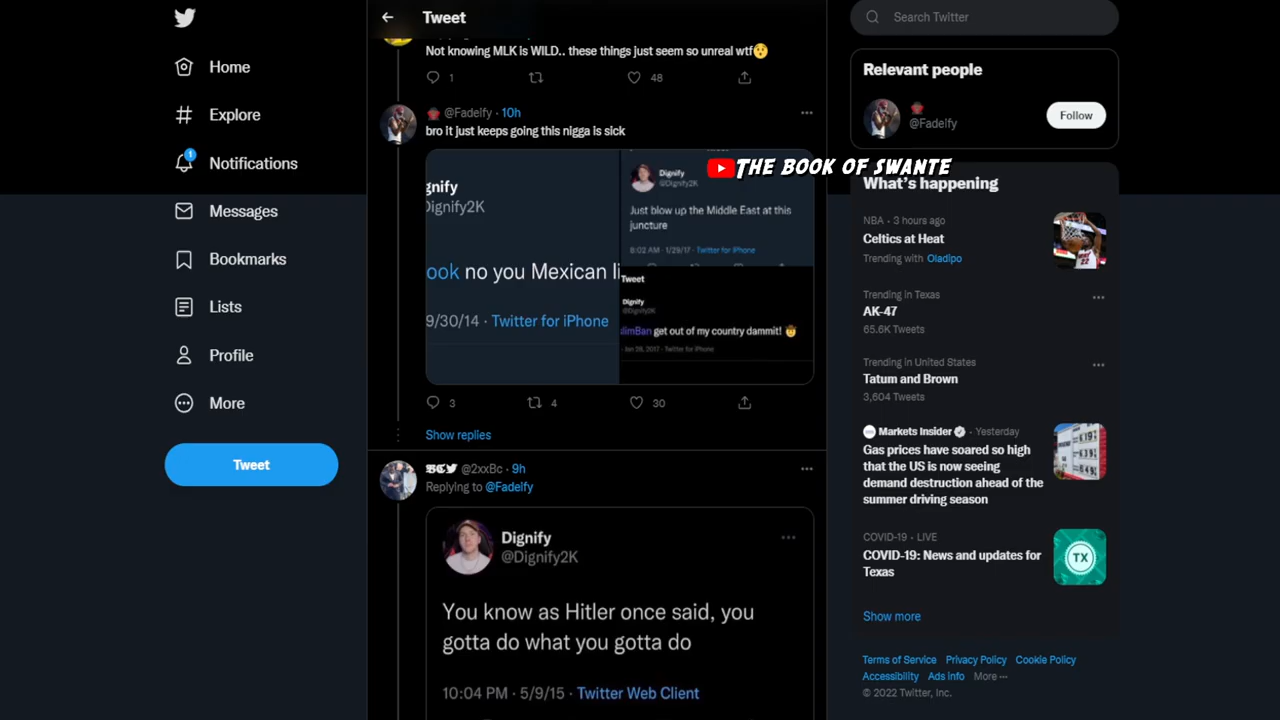 Tweet
Search Twitter
Home
Explore
1
Notifications
Messages
Bookmarks
Lists
Profile
More
Tweet
Not knowing MLK is WILD.. these things just seem so unreal wtf😲
1
48
@Fadelfy · 10h
bro it just keeps going this nigga is sick
gnify
Dignify2K
ook no you Mexican li
9/30/14 · Twitter for iPhone
Dignify
@Dignify2K
Just blow up the Middle East at this
juncture
8:02 AM · 1/29/17 · Twitter for iPhone
Tweet
Dignify
@Dignify2K
slimBan get out of my country dammit! 🤠
Jan 28, 2017 · Twitter for iPhone
THE BOOK OF SWANTE
3
4
30
Show replies
@2xxBc · 9h
Replying to @Fadelfy
Dignify
@Dignify2K
You know as Hitler once said, you
gotta do what you gotta do
10:04 PM · 5/9/15 · Twitter Web Client
Relevant people
@Fadelfy
Follow
What's happening
NBA · 3 hours ago
Celtics at Heat
Trending with Oladipo
Trending in Texas
AK-47
65.6K Tweets
Trending in United States
Tatum and Brown
3,604 Tweets
Markets Insider · Yesterday
Gas prices have soared so high
that the US is now seeing
demand destruction ahead of the
summer driving season
COVID-19 · LIVE
COVID-19: News and updates for
Texas
TX
Show more
Terms of Service Privacy Policy Cookie Policy
Accessibility Ads info More ···
© 2022 Twitter, Inc.